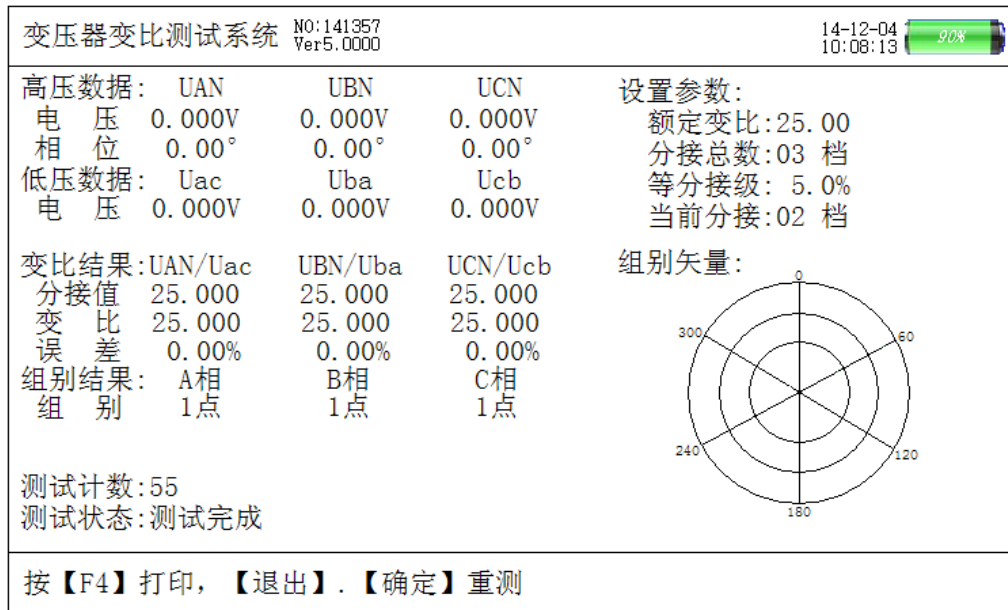 变压器变比测试系统 NO:141357
Ver5.0000
14-12-04
10:08:13
90%
高压数据: UAN UBN UCN
电 压 0.000V 0.000V 0.000V
相 位 0.00° 0.00° 0.00°
低压数据: Uac Uba Ucb
电 压 0.000V 0.000V 0.000V
变比结果:UAN/Uac UBN/Uba UCN/Ucb
分接值 25.000 25.000 25.000
变 比 25.000 25.000 25.000
误 差 0.00% 0.00% 0.00%
组别结果: A相 B相 C相
组 别 1点 1点 1点
测试计数:55
测试状态:测试完成
设置参数:
额定变比:25.00
分接总数:03 档
等分接级: 5.0%
当前分接:02 档
组别矢量:
0
300
60
240
120
180
按【F4】打印, 【退出】.【确定】重测